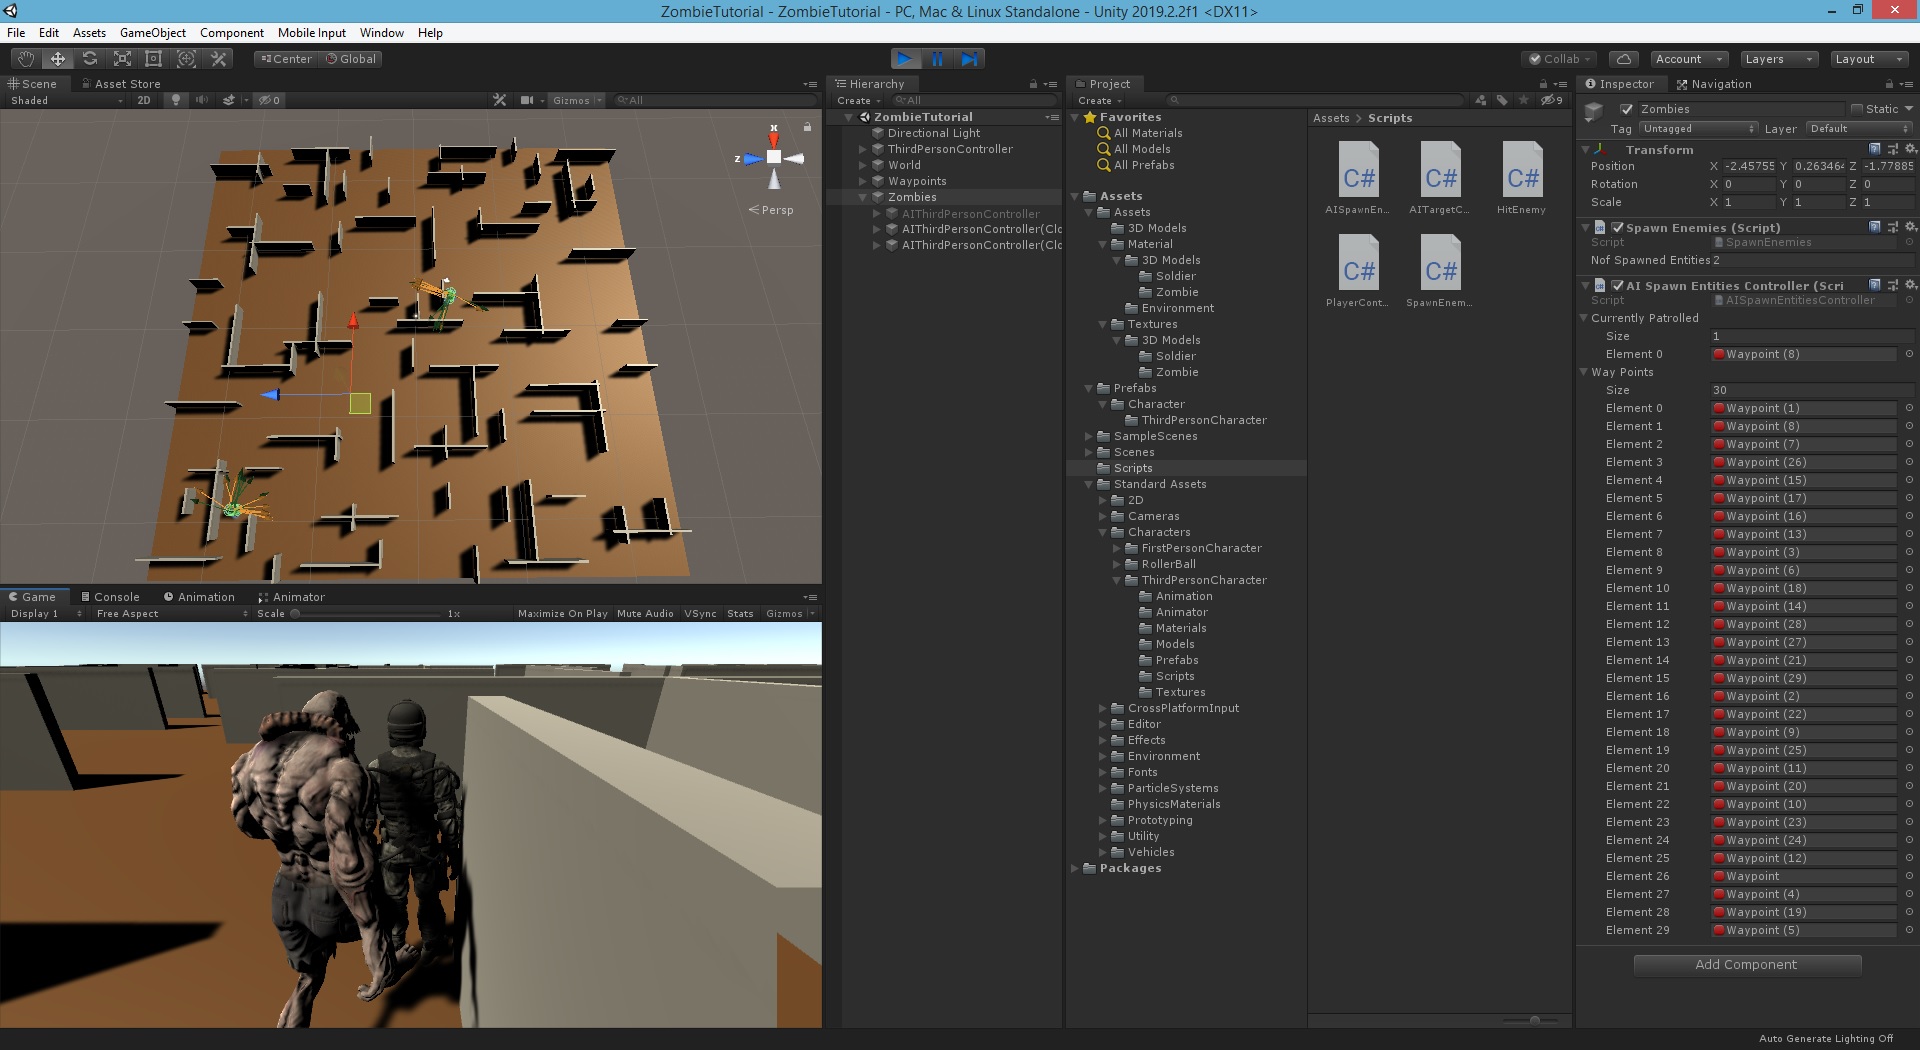 ZombieTutorial - ZombieTutorial - PC, Mac & Linux Standalone - Unity 2019.2.2f1 <DX11>
File Edit Assets GameObject Component Mobile Input Window Help
Center Global
Collab Account Layers Layout
Scene Asset Store
Shaded 2D 0 Gizmos All
x
z
Persp
Game Console Animation Animator
Display 1 Free Aspect Scale 1x Maximize On Play Mute Audio VSync Stats Gizmos
Hierarchy
Create All
ZombieTutorial
Directional Light
ThirdPersonController
World
Waypoints
Zombies
AIThirdPersonController
AIThirdPersonController(Clo
AIThirdPersonController(Clo
Project
Create 9
Favorites
All Materials
All Models
All Prefabs
Assets
Assets
3D Models
Material
3D Models
Soldier
Zombie
Environment
Textures
3D Models
Soldier
Zombie
Prefabs
Character
ThirdPersonCharacter
SampleScenes
Scenes
Scripts
Standard Assets
2D
Cameras
Characters
FirstPersonCharacter
RollerBall
ThirdPersonCharacter
Animation
Animator
Materials
Models
Prefabs
Scripts
Textures
CrossPlatformInput
Editor
Effects
Environment
Fonts
ParticleSystems
PhysicsMaterials
Prototyping
Utility
Vehicles
Packages
Assets > Scripts
C# C# C#
AISpawnEn... AITargetC... HitEnemy
C# C#
PlayerCont... SpawnEnem...
Inspector Navigation
Zombies Static
Tag Untagged Layer Default
Transform
Position X -2.45755 Y 0.263464 Z -1.77885
Rotation X 0 Y 0 Z 0
Scale X 1 Y 1 Z 1
Spawn Enemies (Script)
Script SpawnEnemies
Nof Spawned Entities 2
AI Spawn Entities Controller (Scri
Script AISpawnEntitiesController
Currently Patrolled
Size 1
Element 0 Waypoint (8)
Way Points
Size 30
Element 0 Waypoint (1)
Element 1 Waypoint (8)
Element 2 Waypoint (7)
Element 3 Waypoint (26)
Element 4 Waypoint (15)
Element 5 Waypoint (17)
Element 6 Waypoint (16)
Element 7 Waypoint (13)
Element 8 Waypoint (3)
Element 9 Waypoint (6)
Element 10 Waypoint (18)
Element 11 Waypoint (14)
Element 12 Waypoint (28)
Element 13 Waypoint (27)
Element 14 Waypoint (21)
Element 15 Waypoint (29)
Element 16 Waypoint (2)
Element 17 Waypoint (22)
Element 18 Waypoint (9)
Element 19 Waypoint (25)
Element 20 Waypoint (11)
Element 21 Waypoint (20)
Element 22 Waypoint (10)
Element 23 Waypoint (23)
Element 24 Waypoint (24)
Element 25 Waypoint (12)
Element 26 Waypoint
Element 27 Waypoint (4)
Element 28 Waypoint (19)
Element 29 Waypoint (5)
Add Component
Auto Generate Lighting Off